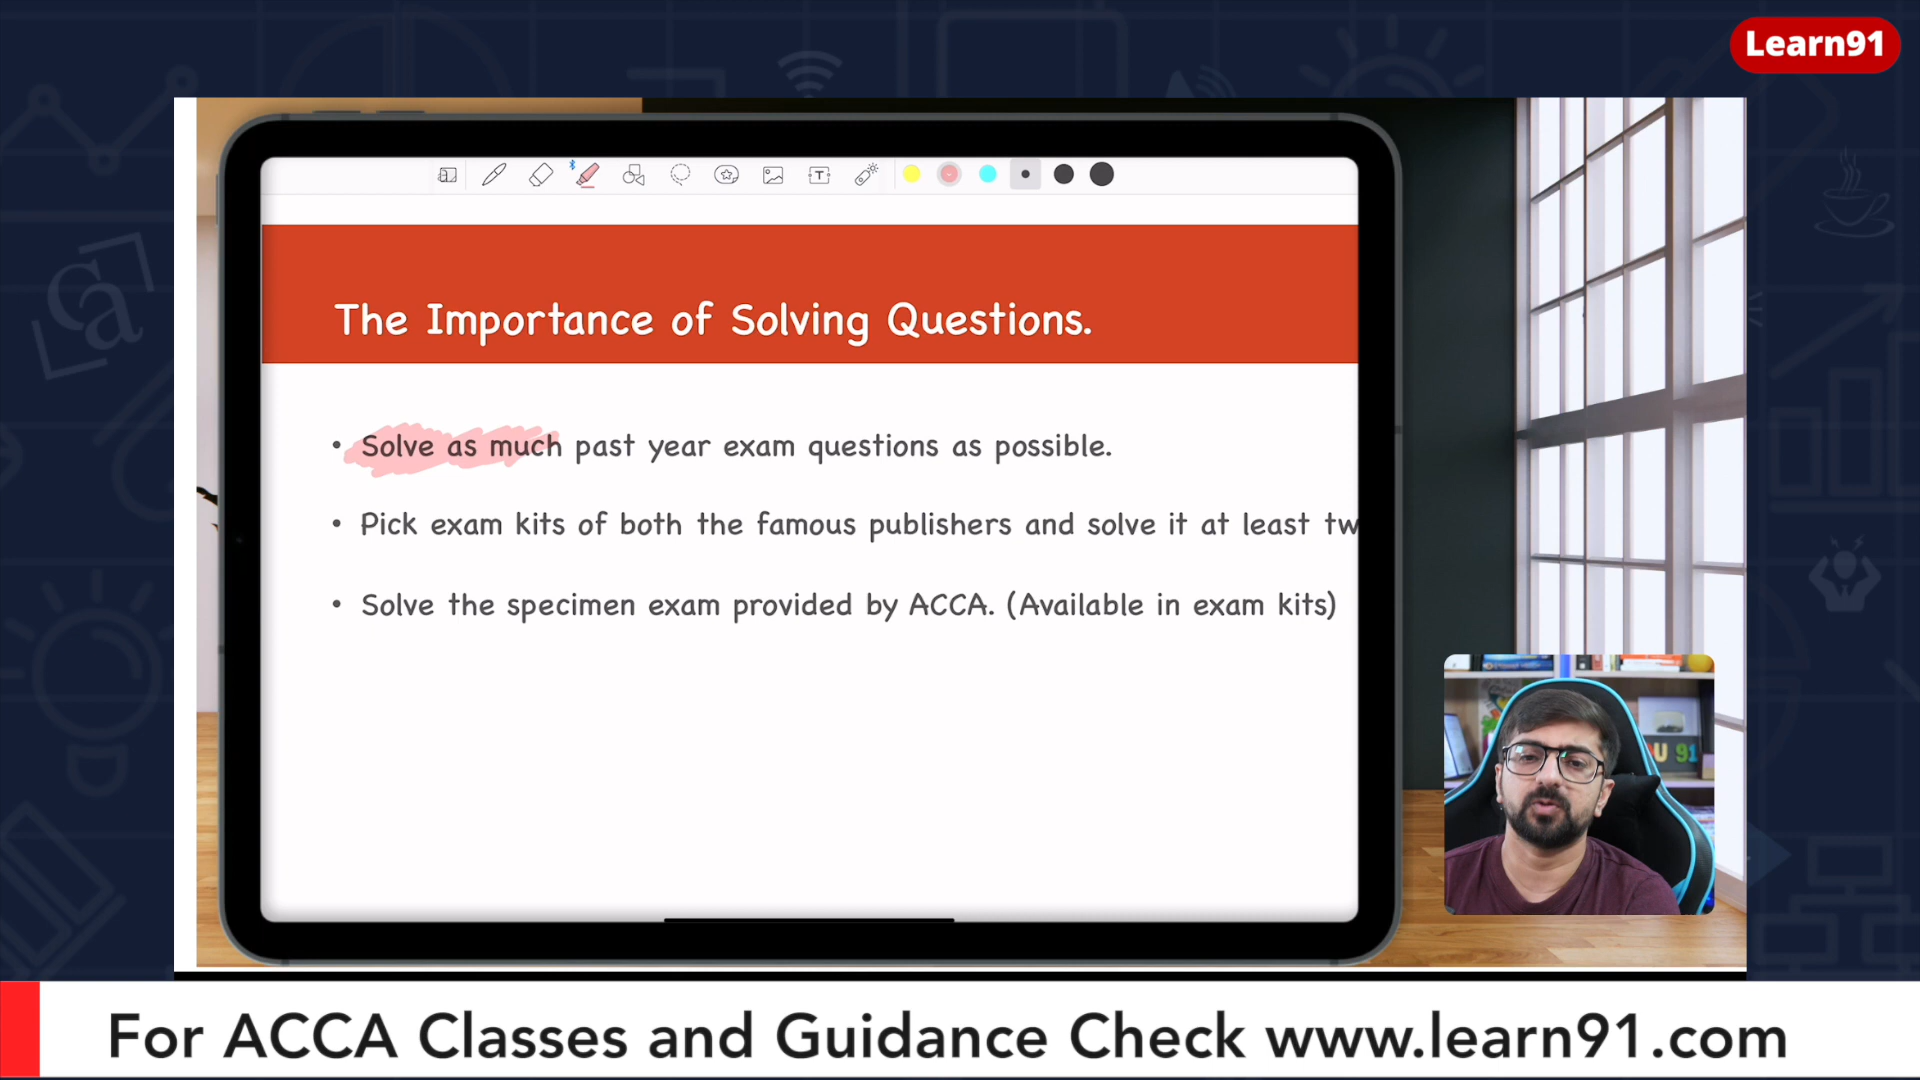 Learn91
The Importance of Solving Questions.
• Solve as much past year exam questions as possible.
• Pick exam kits of both the famous publishers and solve it at least tw
• Solve the specimen exam provided by ACCA. (Available in exam kits)
U 91
For ACCA Classes and Guidance Check www.learn91.com